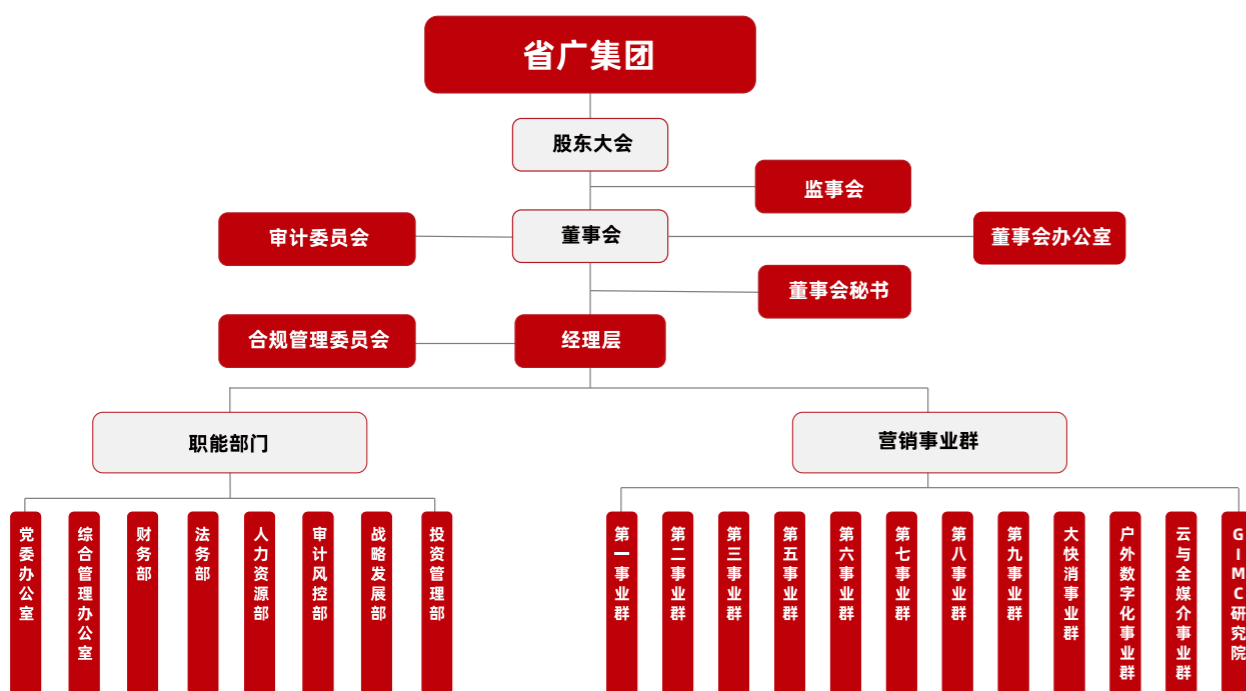 省广集团
股东大会
监事会
审计委员会
董事会
董事会办公室
董事会秘书
合规管理委员会
经理层
职能部门
营销事业群
党委办公室
综合管理办公室
财务部
法务部
人力资源部
审计风控部
战略发展部
投资管理部
第一事业群
第二事业群
第三事业群
第五事业群
第六事业群
第七事业群
第八事业群
第九事业群
大快消事业群
户外数字化事业群
云与全媒介事业群
GIMC研究院